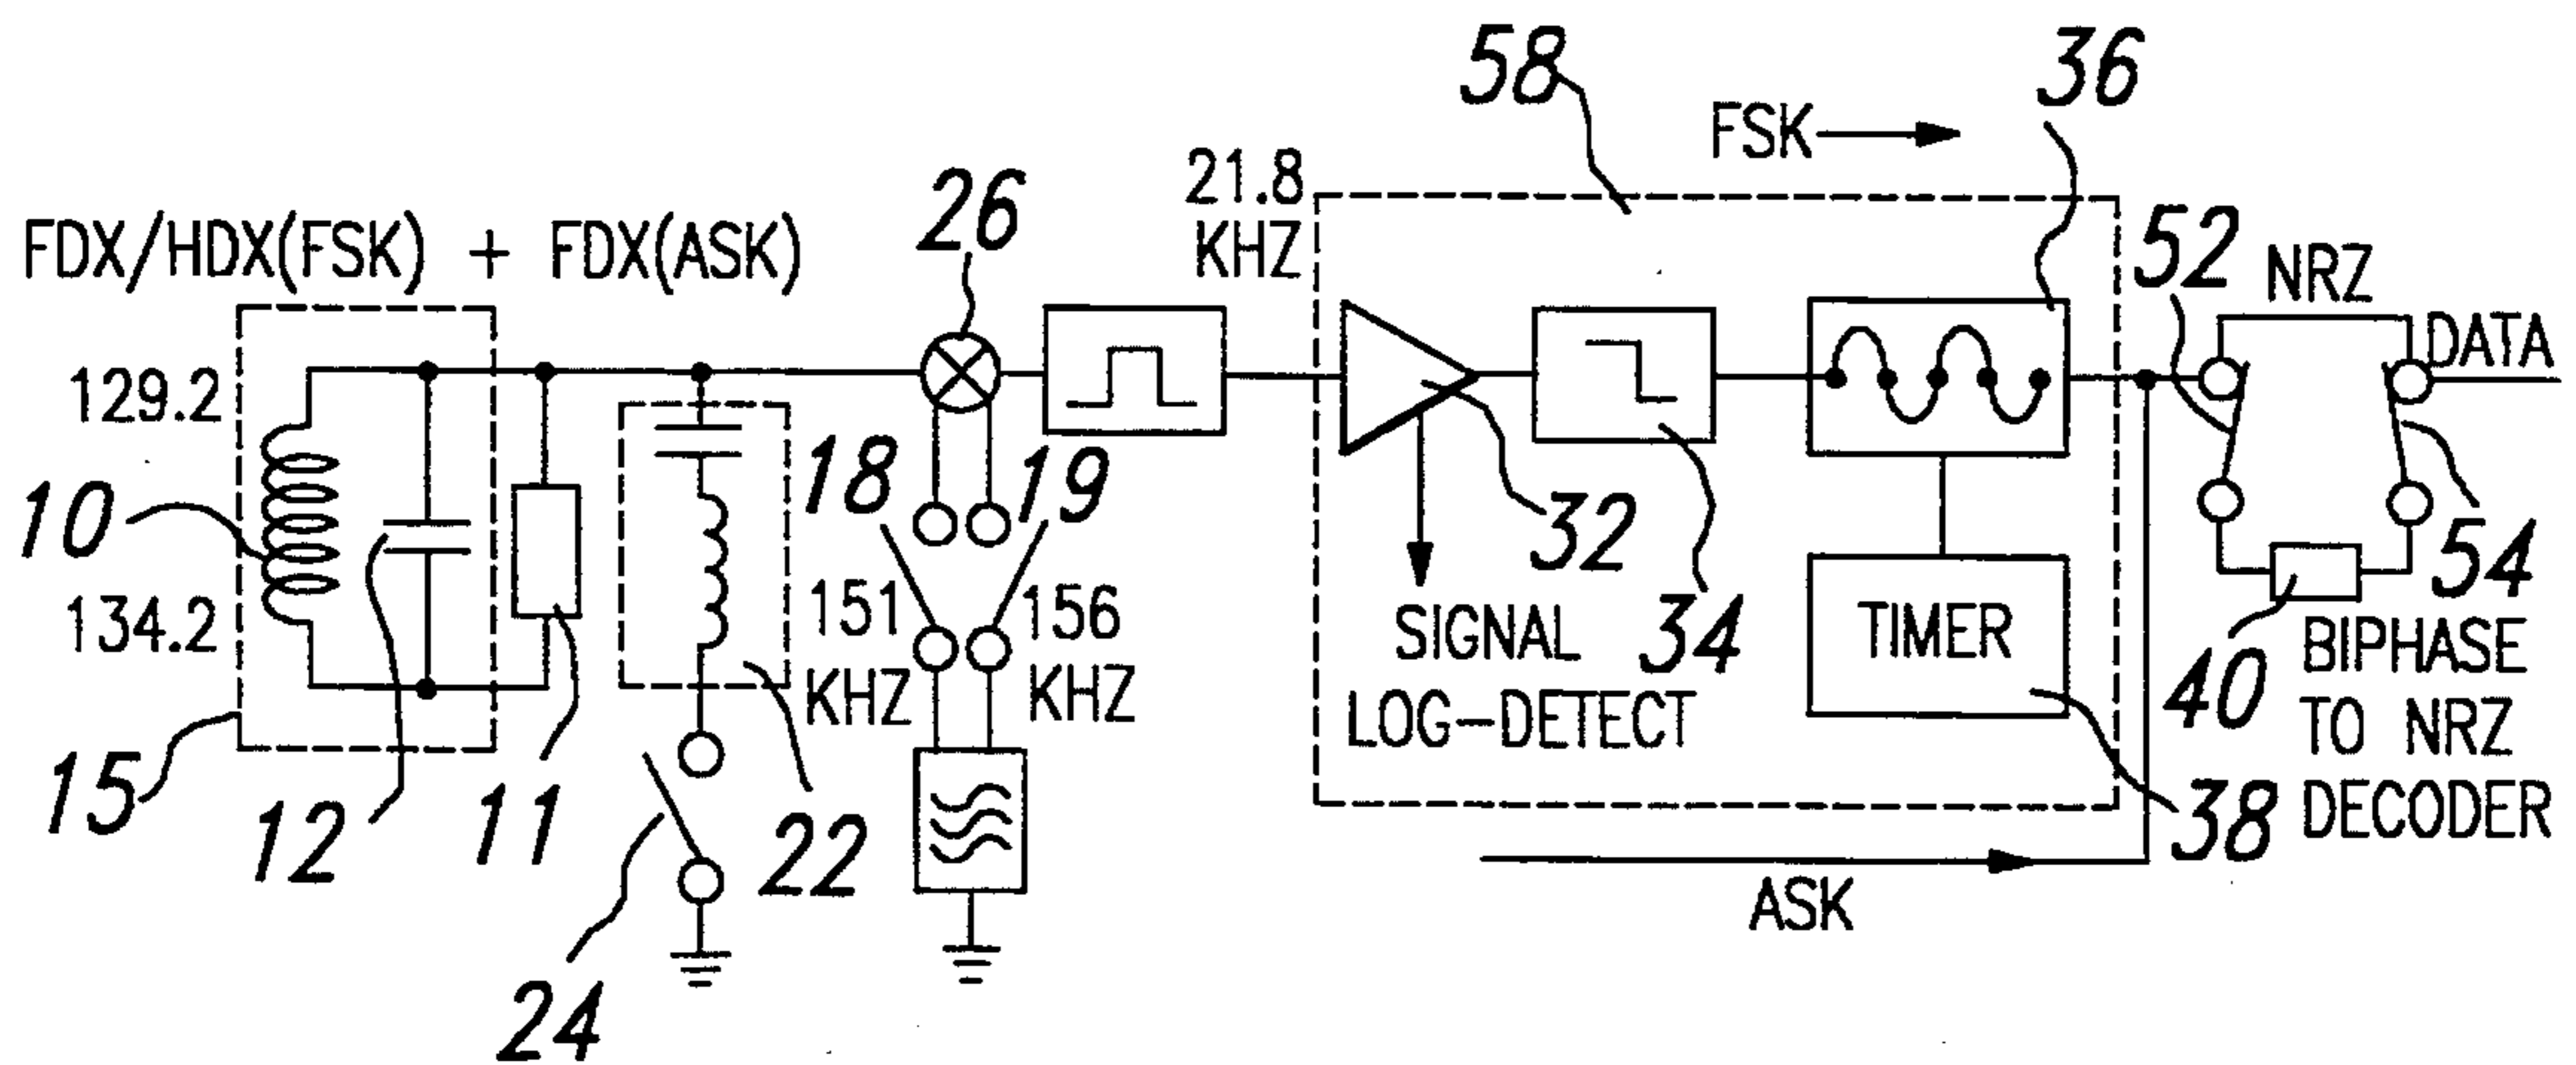 58
36
FSK
21.8
KHZ
26
52
NRZ
FDX/HDX(FSK) + FDX(ASK)
DATA
129.2
10
134.2
18
19
151
KHZ
156
KHZ
32
34
SIGNAL
LOG-DETECT
TIMER
54
40
BIPHASE
TO NRZ
DECODER
15
12
11
22
24
38
ASK